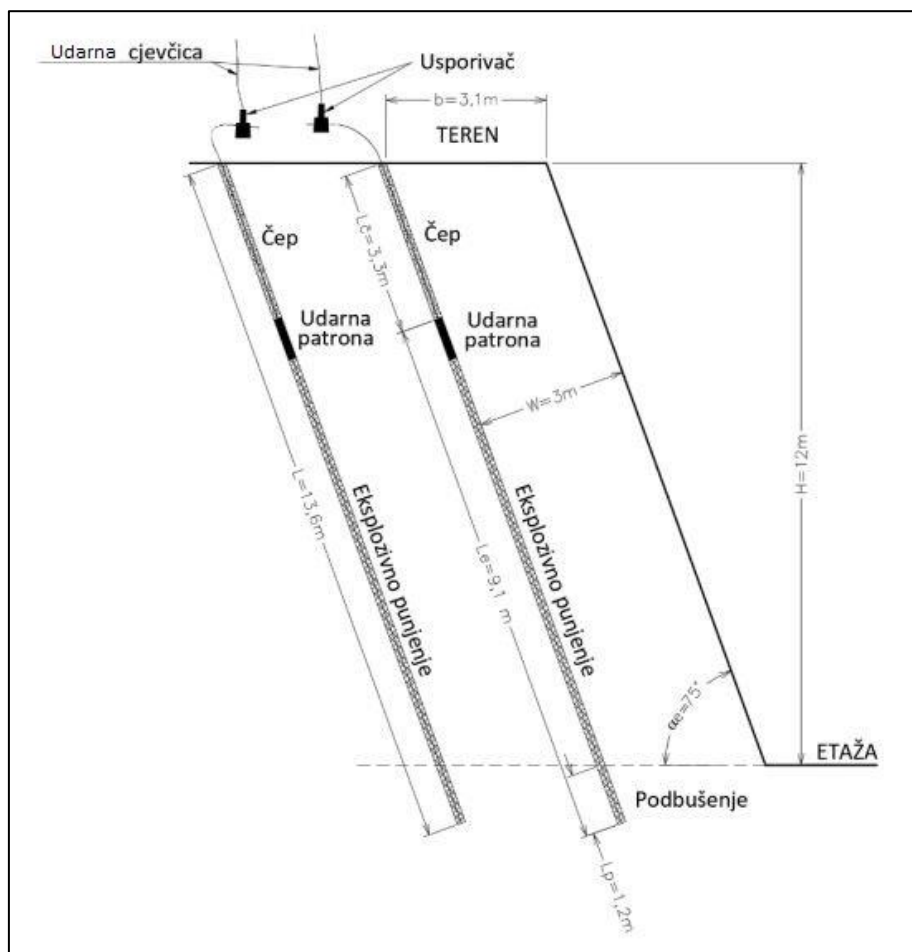 Udarna cjevčica
Usporivač
b=3,1m
TEREN
Čep
Lč=3,3m
Čep
Udarna
patrona
Udarna
patrona
W=3m
H=12m
L=13,6m
Eksplozivno punjenje
Le=9,1 m
Eksplozivno punjenje
αe=75°
ETAŽA
Podbušenje
Lp=1,2m